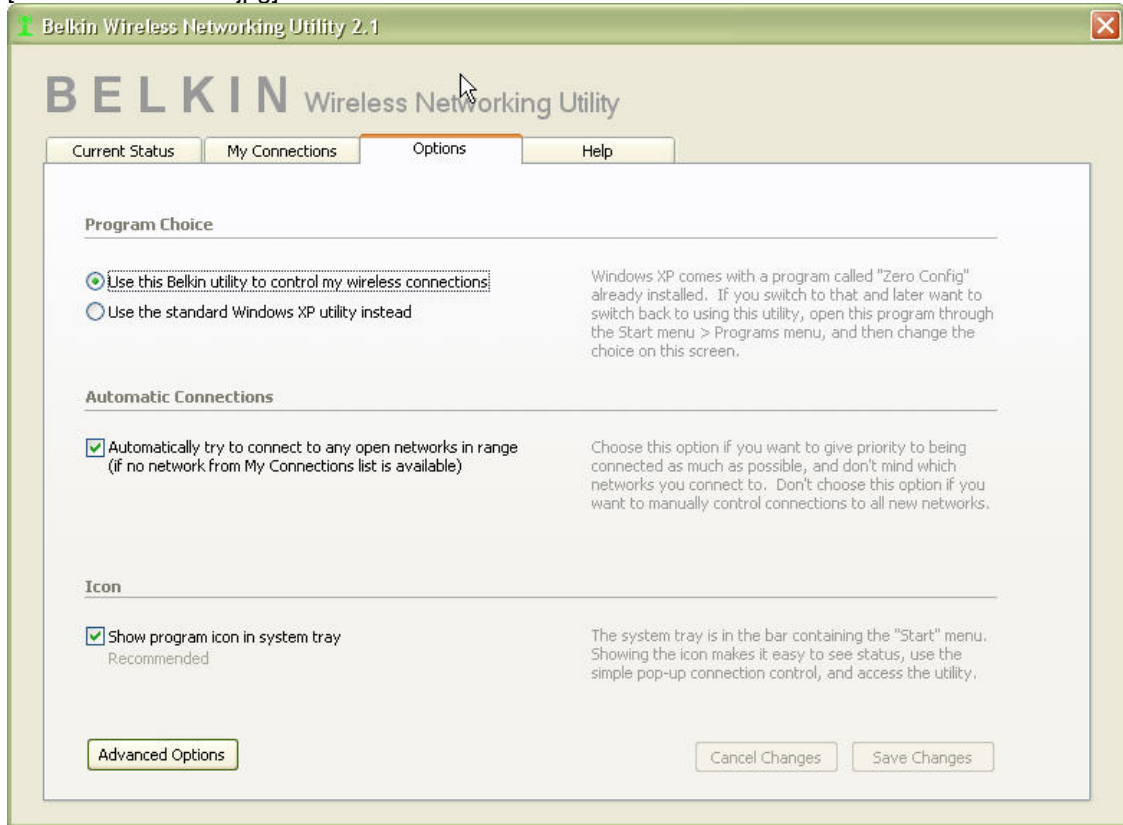 Belkin Wireless Networking Utility 2.1
BELKIN Wireless Networking Utility
Current Status My Connections Options Help
Program Choice
Use this Belkin utility to control my wireless connections
Use the standard Windows XP utility instead
Windows XP comes with a program called "Zero Config"
already installed. If you switch to that and later want to
switch back to using this utility, open this program through
the Start menu > Programs menu, and then change the
choice on this screen.
Automatic Connections
Automatically try to connect to any open networks in range
(if no network from My Connections list is available)
Choose this option if you want to give priority to being
connected as much as possible, and don't mind which
networks you connect to. Don't choose this option if you
want to manually control connections to all new networks.
Icon
Show program icon in system tray
Recommended
The system tray is in the bar containing the "Start" menu.
Showing the icon makes it easy to see status, use the
simple pop-up connection control, and access the utility.
Advanced Options Cancel Changes Save Changes